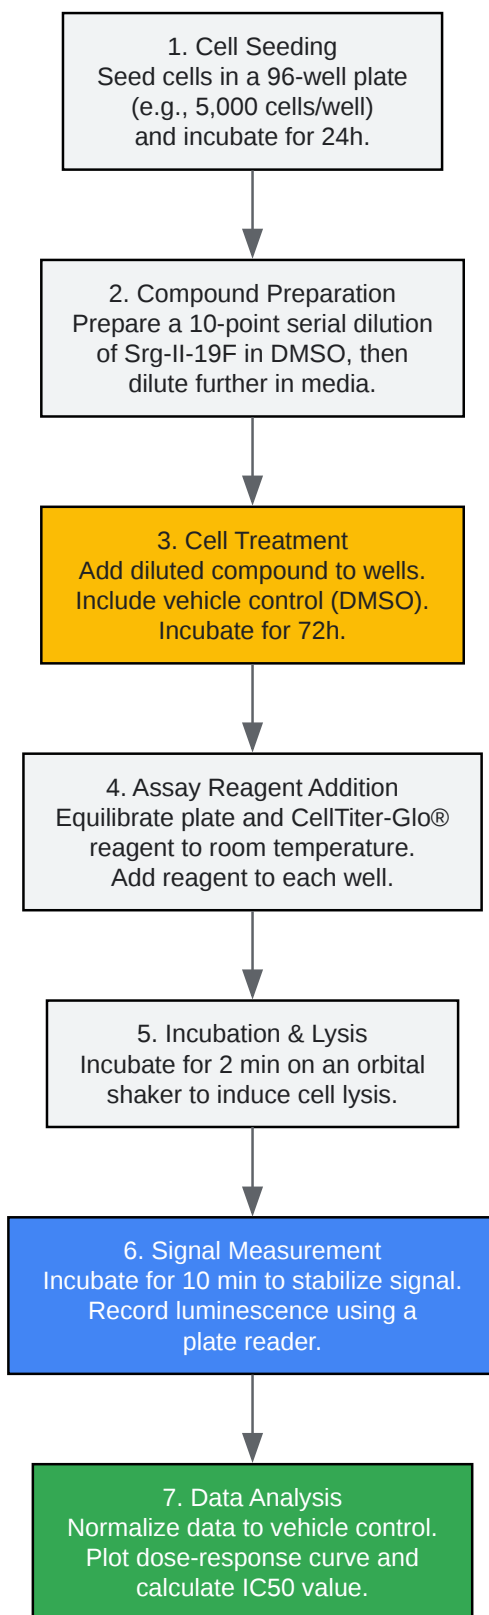 1. Cell Seeding
Seed cells in a 96-well plate
(e.g., 5,000 cells/well)
and incubate for 24h.
2. Compound Preparation
Prepare a 10-point serial dilution
of Srg-II-19F in DMSO, then
dilute further in media.
3. Cell Treatment
Add diluted compound to wells.
Include vehicle control (DMSO).
Incubate for 72h.
4. Assay Reagent Addition
Equilibrate plate and CellTiter-Glo®
reagent to room temperature.
Add reagent to each well.
5. Incubation & Lysis
Incubate for 2 min on an orbital
shaker to induce cell lysis.
6. Signal Measurement
Incubate for 10 min to stabilize signal.
Record luminescence using a
plate reader.
7. Data Analysis
Normalize data to vehicle control.
Plot dose-response curve and
calculate IC50 value.